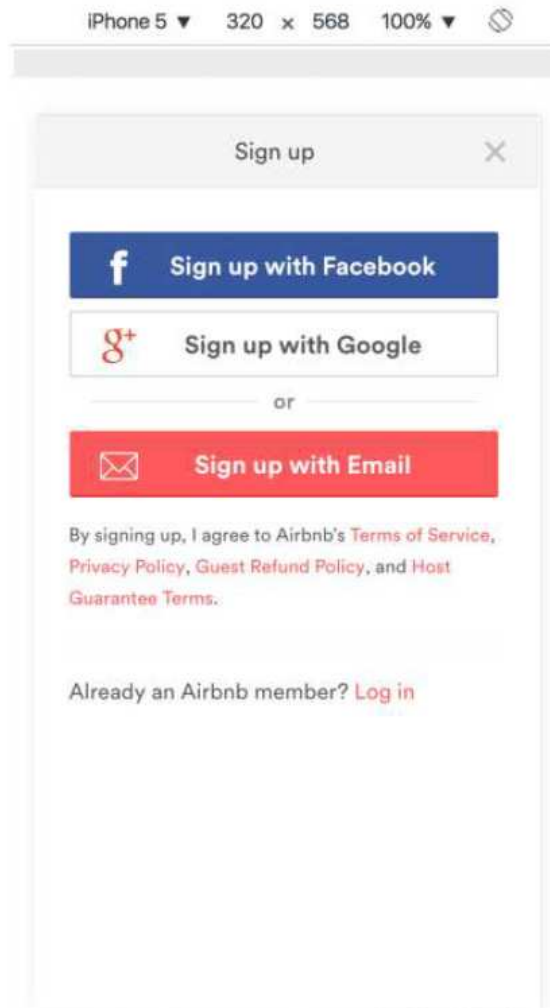 iPhone 5 ▼ 320 x 568 100% ▼
Sign up ×
f Sign up with Facebook
g+ Sign up with Google
or
Sign up with Email
By signing up, I agree to Airbnb's Terms of Service,
Privacy Policy, Guest Refund Policy, and Host
Guarantee Terms.
Already an Airbnb member? Log in